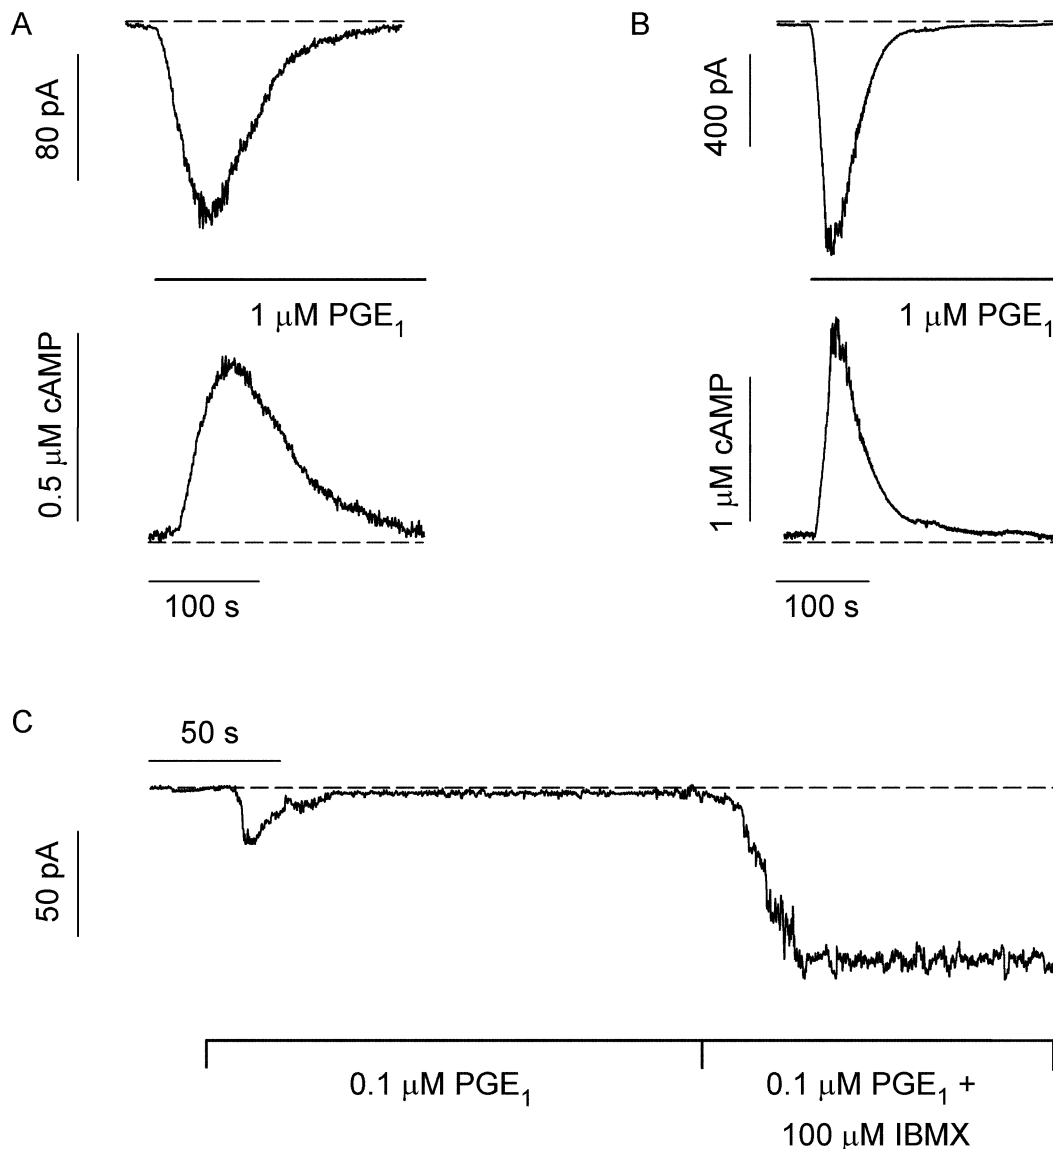 A
80 pA
1 μM PGE₁
0.5 μM cAMP
100 s
B
400 pA
1 μM PGE₁
1 μM cAMP
100 s
C
50 s
50 pA
0.1 μM PGE₁
0.1 μM PGE₁ +
100 μM IBMX